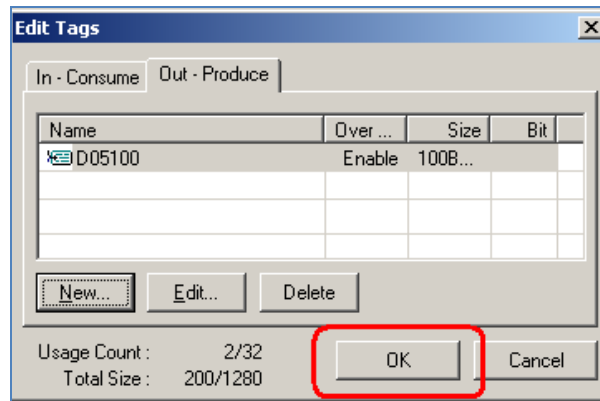 Edit Tags
In - Consume Out - Produce
Name Over ... Size Bit
D05100 Enable 100B...
New... Edit... Delete
Usage Count : 2/32 OK Cancel
Total Size : 200/1280